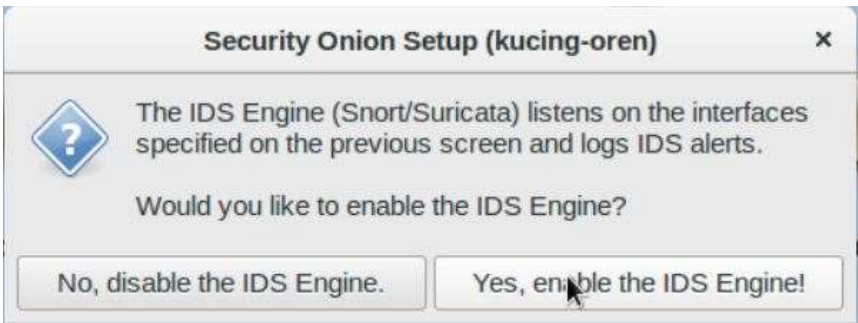 Security Onion Setup (kucing-oren)
The IDS Engine (Snort/Suricata) listens on the interfaces
specified on the previous screen and logs IDS alerts.
Would you like to enable the IDS Engine?
No, disable the IDS Engine.
Yes, enable the IDS Engine!